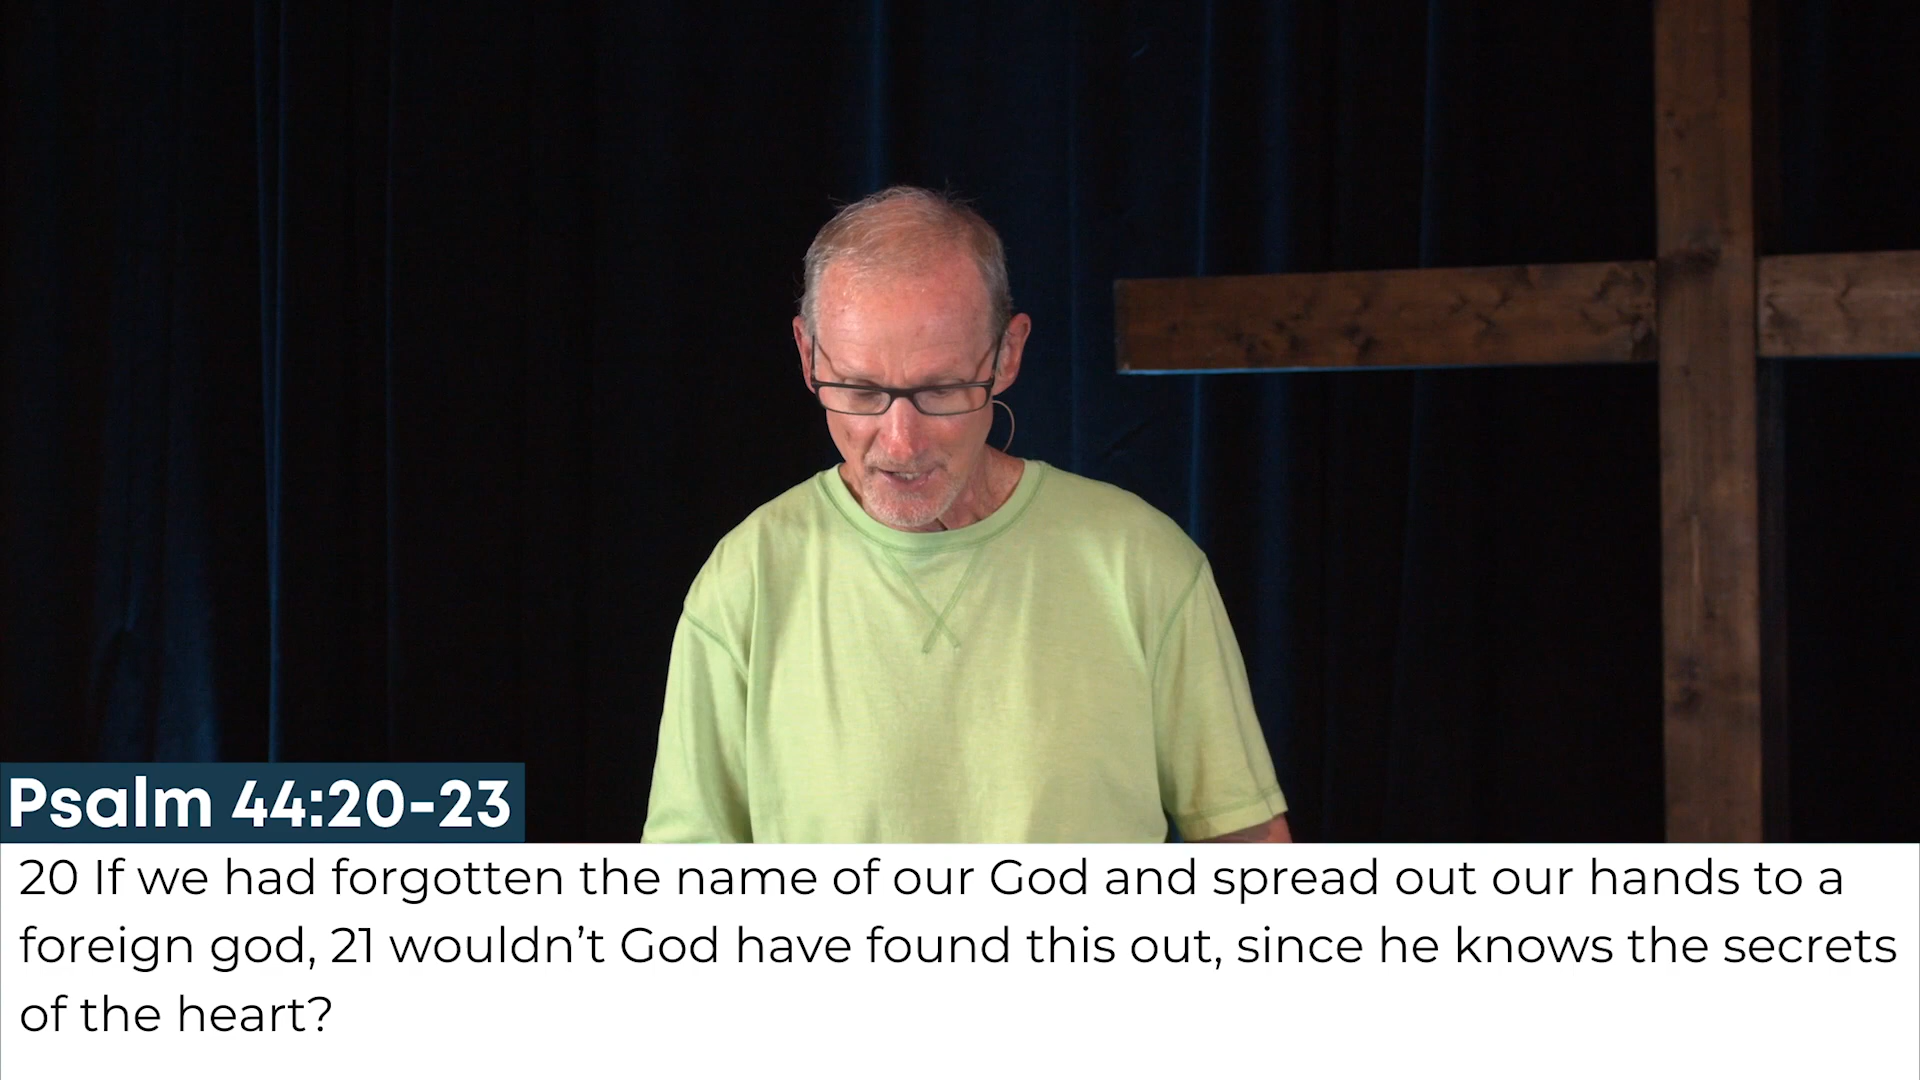 Psalm 44:20-23
20 If we had forgotten the name of our God and spread out our hands to a
foreign god, 21 wouldn’t God have found this out, since he knows the secrets
of the heart?